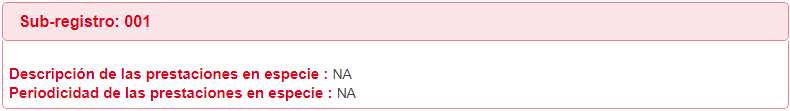 Sub-registro: 001
Descripción de las prestaciones en especie : NA
Periodicidad de las prestaciones en especie : NA